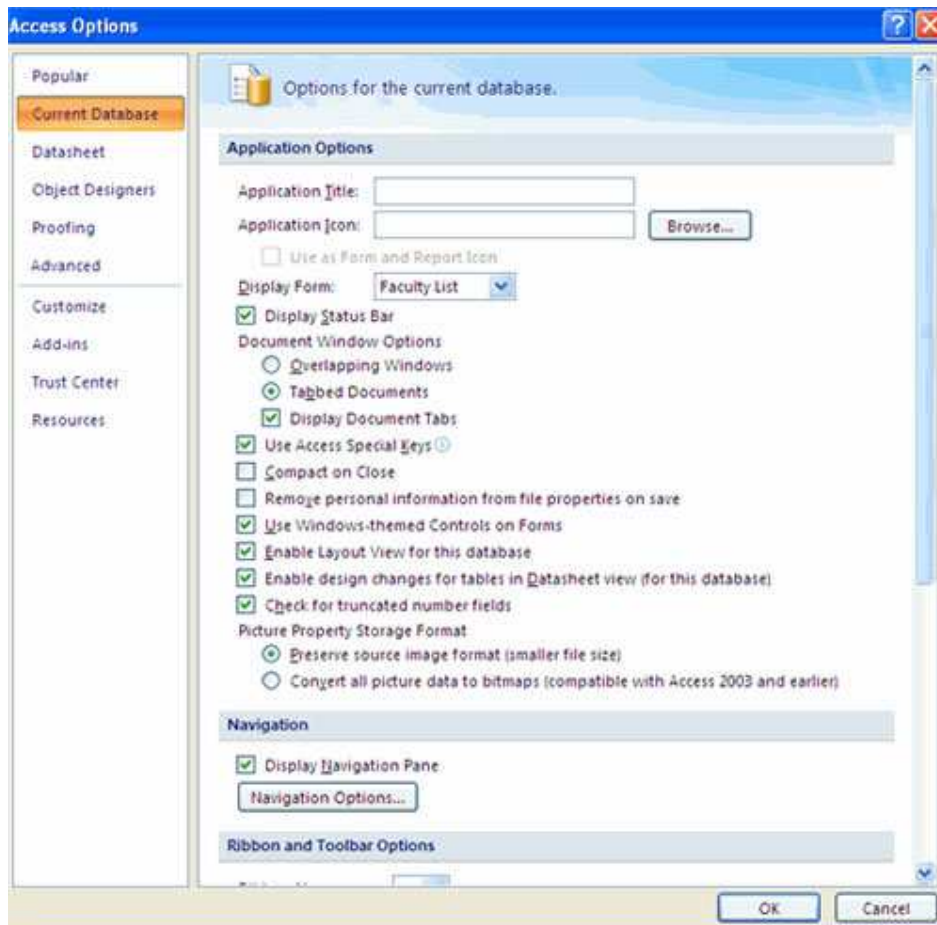 Access Options
Popular
Current Database
Datasheet
Object Designers
Proofing
Advanced
Customize
Add-ins
Trust Center
Resources
Options for the current database.
Application Options
Application Title:
Application Icon:
Browse...
Use as Form and Report Icon
Display Form: Faculty List
Display Status Bar
Document Window Options
Overlapping Windows
Tabbed Documents
Display Document Tabs
Use Access Special Keys
Compact on Close
Remove personal information from file properties on save
Use Windows-themed Controls on Forms
Enable Layout View for this database
Enable design changes for tables in Datasheet view (for this database)
Check for truncated number fields
Picture Property Storage Format
Preserve source image format (smaller file size)
Convert all picture data to bitmaps (compatible with Access 2003 and earlier)
Navigation
Display Navigation Pane
Navigation Options...
Ribbon and Toolbar Options
OK Cancel